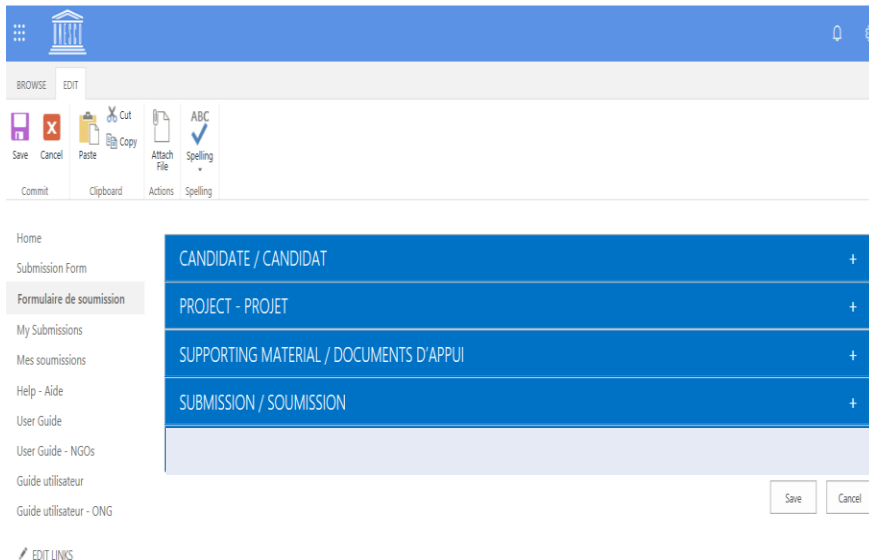 BROWSE EDIT
Cut
Copy
Save Cancel Paste Attach File ABC Spelling
Commit Clipboard Actions Spelling
Home
Submission Form
Formulaire de soumission
My Submissions
Mes soumissions
Help - Aide
User Guide
User Guide - NGOs
Guide utilisateur
Guide utilisateur - ONG
EDIT LINKS
CANDIDATE / CANDIDAT +
PROJECT - PROJET +
SUPPORTING MATERIAL / DOCUMENTS D'APPUI +
SUBMISSION / SOUMISSION +
Save Cancel